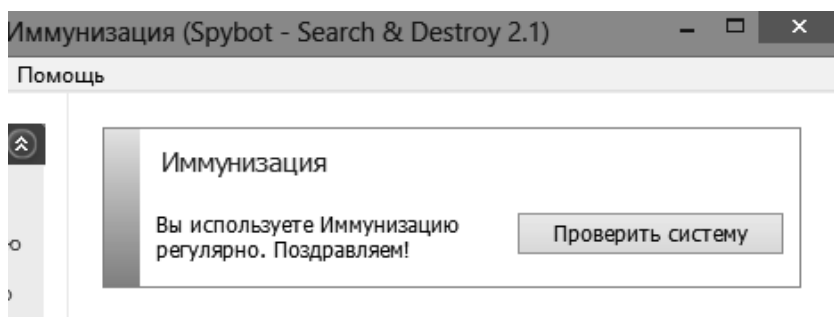 Иммунизация (Spybot - Search & Destroy 2.1)
Помощь
Иммунизация
Вы используете Иммунизацию
регулярно. Поздравляем!
Проверить систему
ю